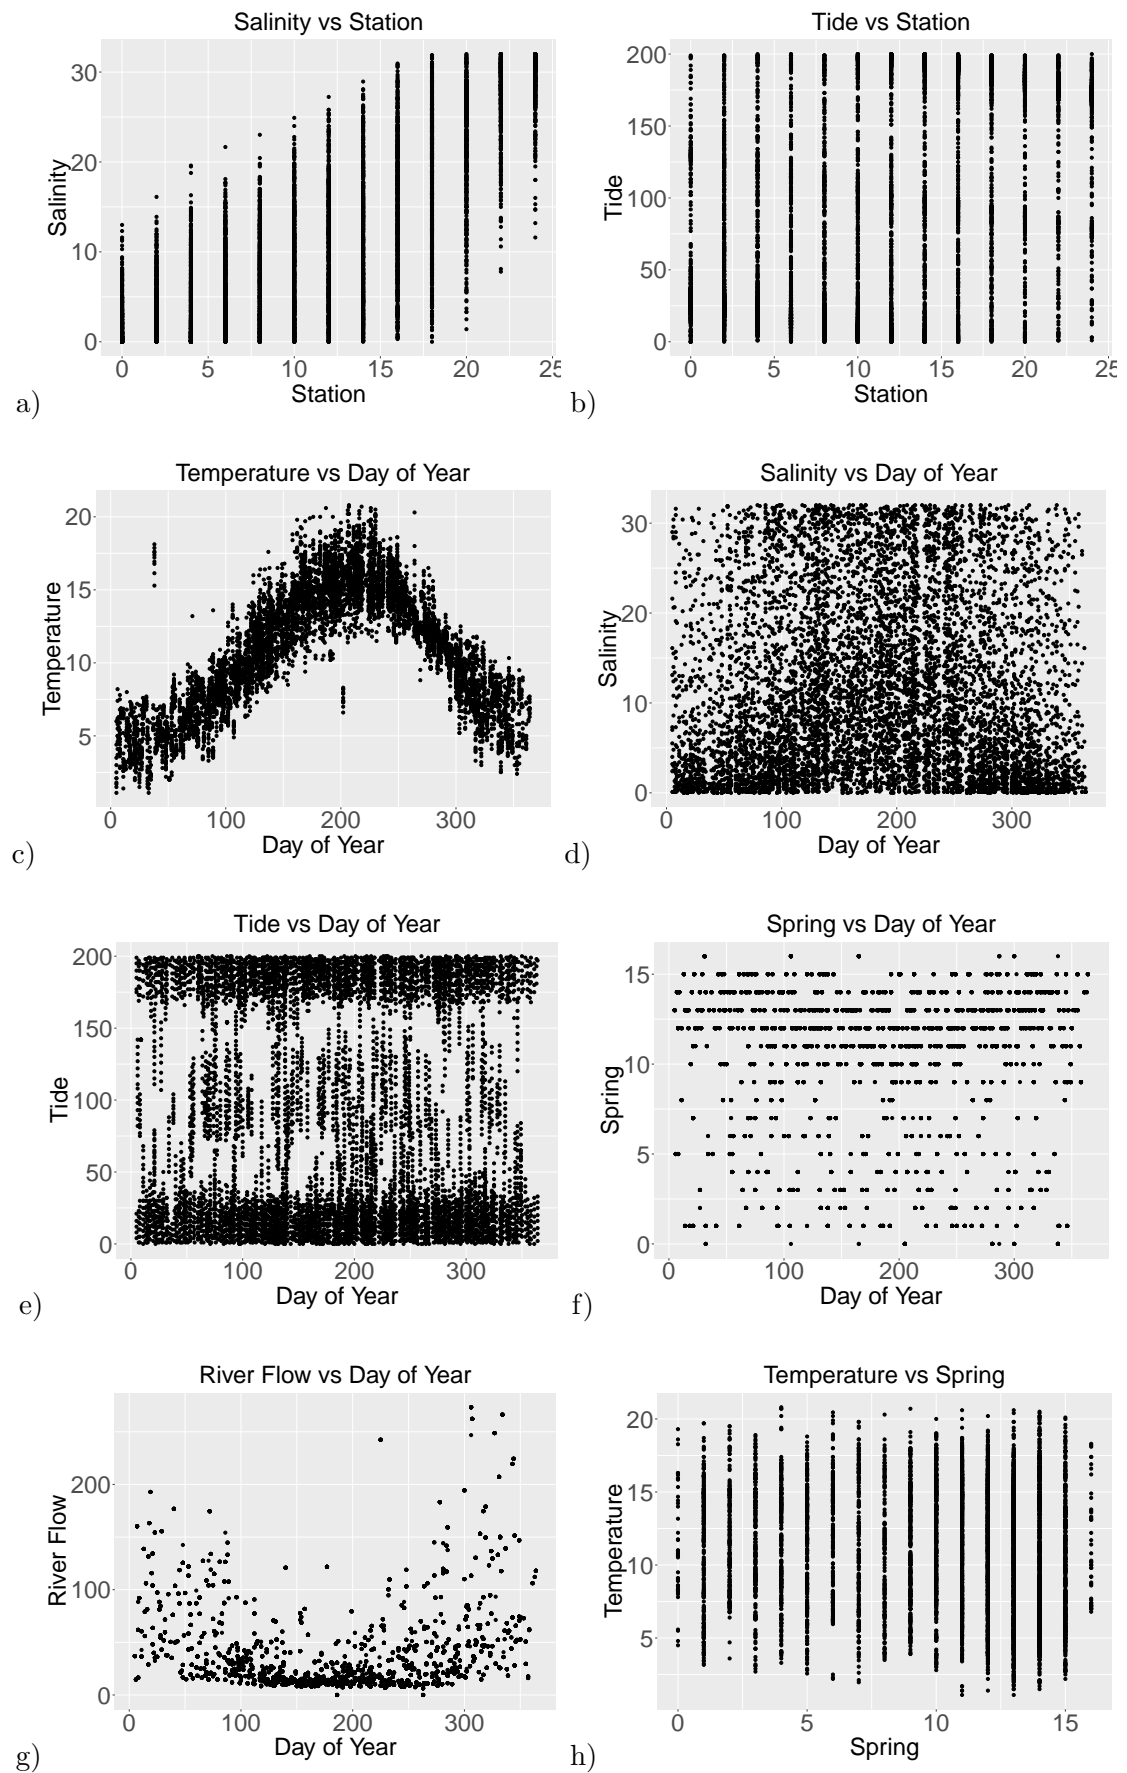 Salinity vs Station
Salinity
30
20
10
0
0 5 10 15 20 25
Station
a)
Tide vs Station
Tide
200
150
100
50
0
0 5 10 15 20 25
Station
b)
Temperature vs Day of Year
Temperature
20
15
10
5
0 100 200 300
Day of Year
c)
Salinity vs Day of Year
Salinity
30
20
10
0
0 100 200 300
Day of Year
d)
Tide vs Day of Year
Tide
200
150
100
50
0
0 100 200 300
Day of Year
e)
Spring vs Day of Year
Spring
15
10
5
0
0 100 200 300
Day of Year
f)
River Flow vs Day of Year
River Flow
200
100
0
0 100 200 300
Day of Year
g)
Temperature vs Spring
Temperature
20
15
10
5
0 5 10 15
Spring
h)